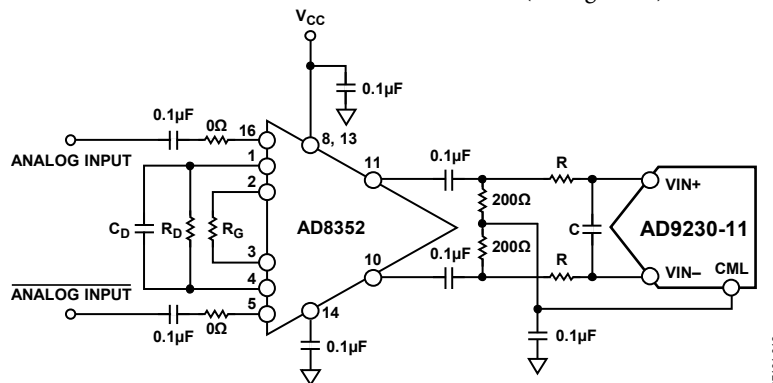 VCC
0.1µF
0.1µF
0Ω
16
8, 13
ANALOG INPUT
1
11
0.1µF
R
VIN+
2
200Ω
CD
RD
RG
AD8352
C
AD9230-11
200Ω
3
10
R
VIN–
4
CML
ANALOG INPUT
0.1µF
5
14
0.1µF
0Ω
0.1µF
0.1µF